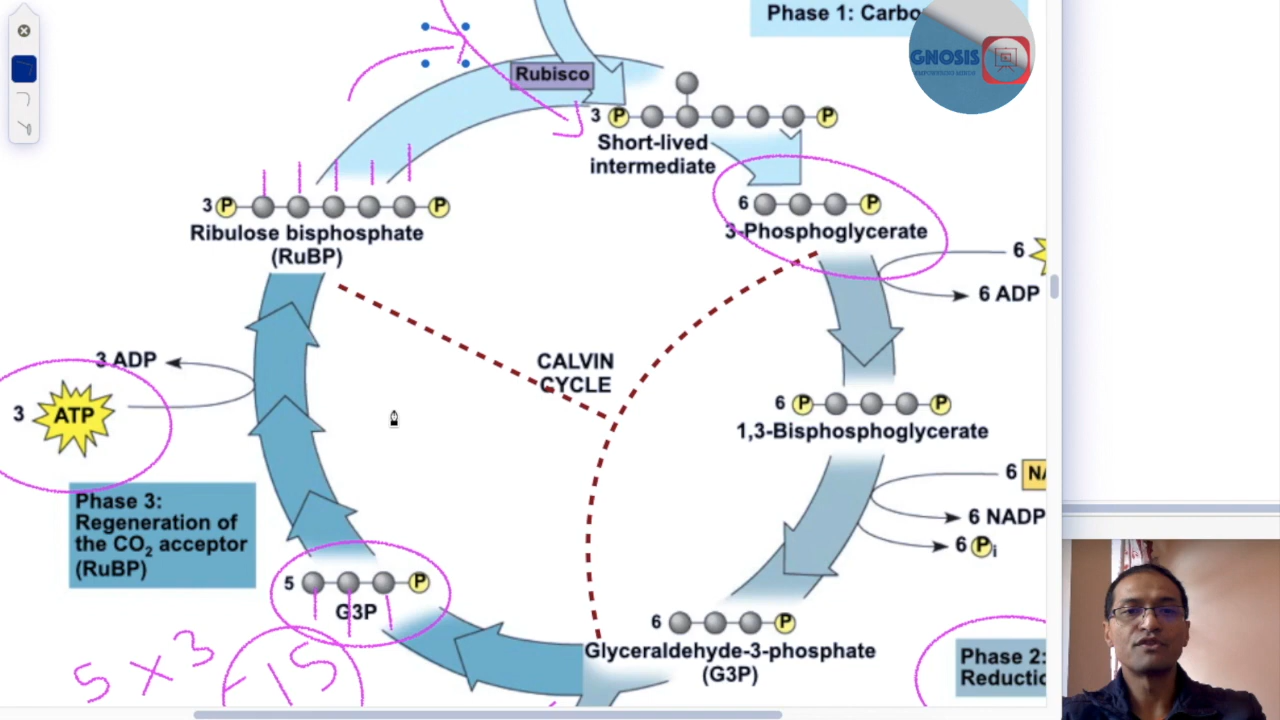 Phase 1: Carbo
GNOSIS
Rubisco
3 P P
Short-lived
intermediate
3 P P
Ribulose bisphosphate
(RuBP)
6 P
3-Phosphoglycerate
6
6 ADP
3 ADP
3 ATP
CALVIN
CYCLE
6 P P
1,3-Bisphosphoglycerate
6 NA
6 NADP
6 Pi
Phase 3:
Regeneration of
the CO2 acceptor
(RuBP)
5 P
G3P
6 P
Glyceraldehyde-3-phosphate
(G3P)
Phase 2:
Reductio
5 x 3
15